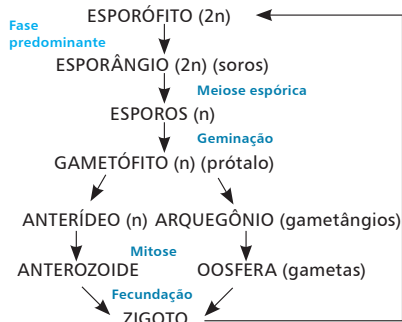 ESPORÓFITO (2n)
Fase
predominante
ESPORÂNGIO (2n) (soros)
Meiose espórica
ESPOROS (n)
Geminação
GAMETÓFITO (n) (prótalo)
ANTERÍDEO (n) ARQUEGÔNIO (gametângios)
Mitose
ANTEROZOIDE OOSFERA (gametas)
Fecundação
ZIGOTO